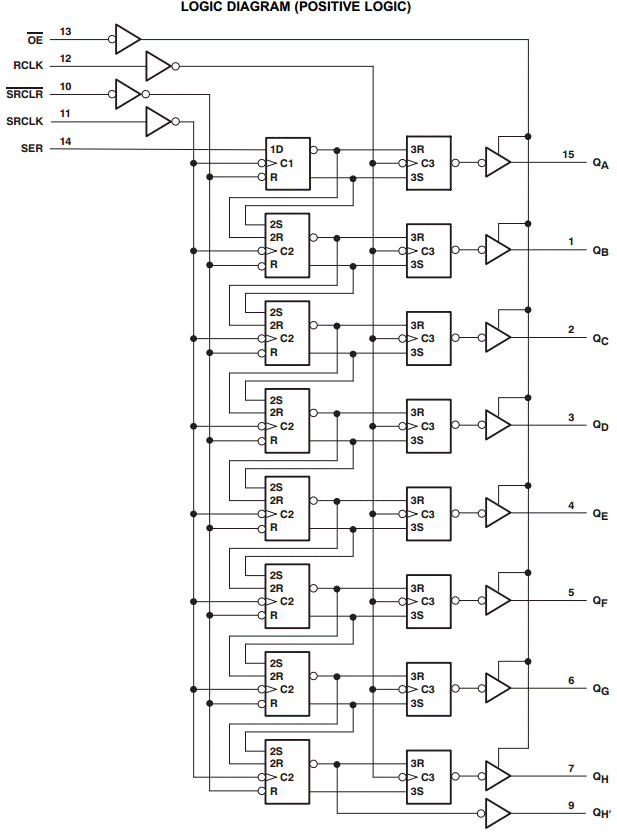 LOGIC DIAGRAM (POSITIVE LOGIC)
OE 13
RCLK 12
SRCLR 10
SRCLK 11
SER 14
1D
C1
R
3R
C3
3S
15 QA
2S
2R
C2
R
3R
C3
3S
1 QB
2S
2R
C2
R
3R
C3
3S
2 QC
2S
2R
C2
R
3R
C3
3S
3 QD
2S
2R
C2
R
3R
C3
3S
4 QE
2S
2R
C2
R
3R
C3
3S
5 QF
2S
2R
C2
R
3R
C3
3S
6 QG
2S
2R
C2
R
3R
C3
3S
7 QH
9 QH'